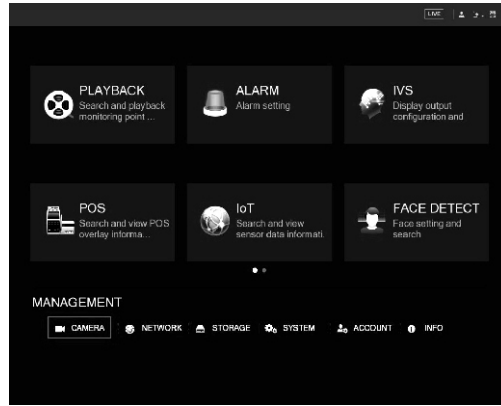 LIVE
PLAYBACK
Search and playback
monitoring point ...
ALARM
Alarm setting
IVS
Display output
configuration and
POS
Search and view POS
overlay informa...
IoT
Search and view
sensor data informati.
FACE DETECT
Face setting and
search
MANAGEMENT
CAMERA NETWORK STORAGE SYSTEM ACCOUNT INFO